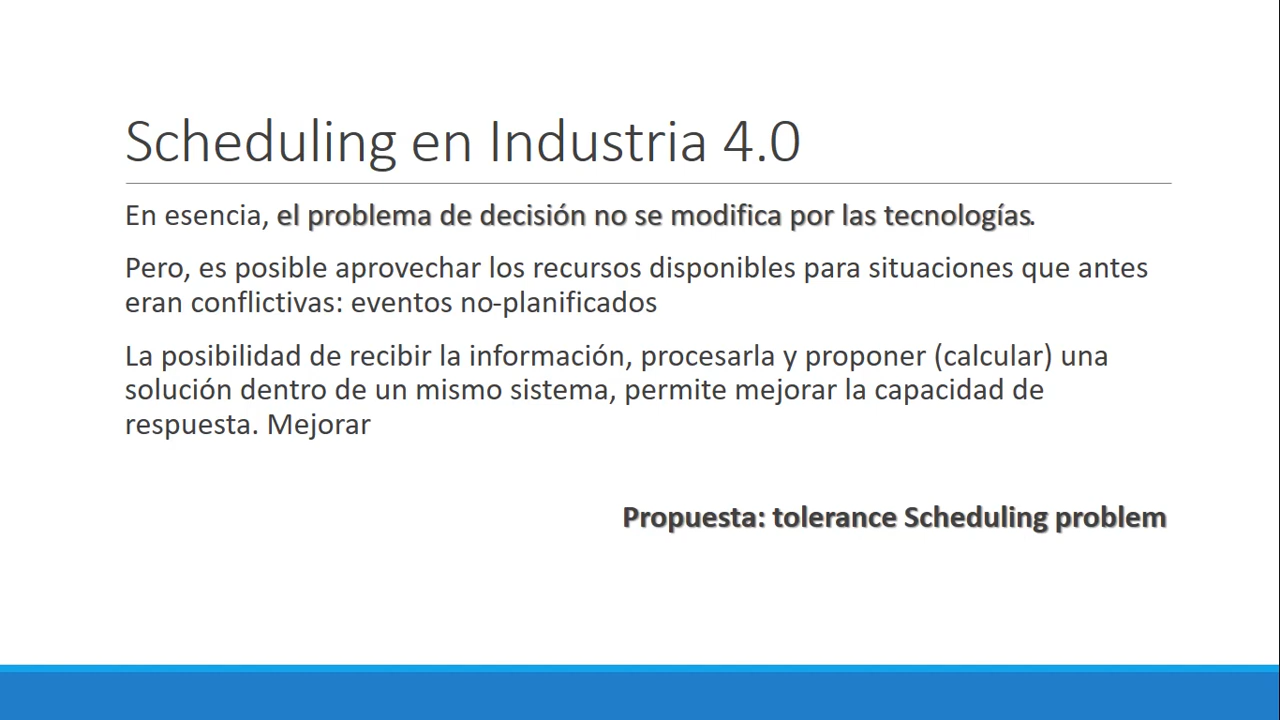 Scheduling en Industria 4.0
En esencia, el problema de decisión no se modifica por las tecnologías.
Pero, es posible aprovechar los recursos disponibles para situaciones que antes
eran conflictivas: eventos no-planificados
La posibilidad de recibir la información, procesarla y proponer (calcular) una
solución dentro de un mismo sistema, permite mejorar la capacidad de
respuesta. Mejorar
Propuesta: tolerance Scheduling problem